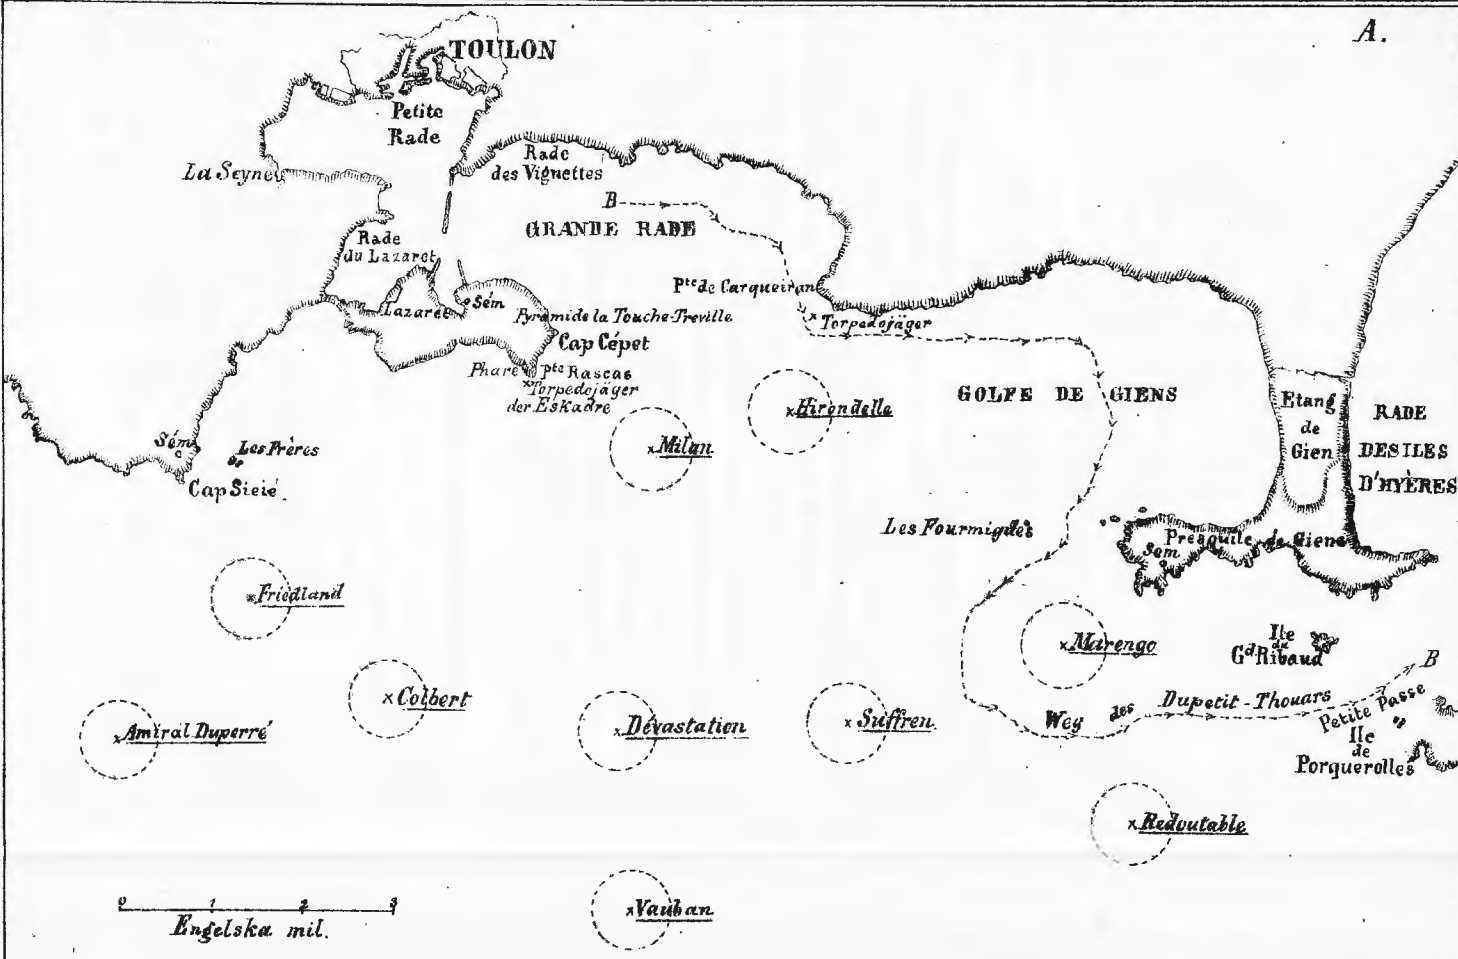 A.
TOULON
Petite
Rade
La Seyne
Rade
des Vignettes
B
GRANDE RADE
Rade
du Lazaret
Lazaret
Sém
Pte de Carqueiran
Pyramide la Touche-Treville
Torpedojäger
Cap Cépet
Phare
Pte Rascas
Torpedojäger
der Eskadre
Hirondelle
GOLFE DE GIENS
Etang
de
Gien
RADE
DES ILES
D'HYÈRES
Milan
Sém
Les Frères
Cap Sicié.
Les Fourmigues
Presquile de Giens
Sem
Friedland
Marengo
Ile
du
Gd Ribaud
B
Colbert
Amiral Duperré
Dévastation
Suffren.
Weg des Dupetit-Thouars
Petite Passe
Ile
de
Porquerolles
Redoutable
Vauban
0 1 2 3
Engelska mil.